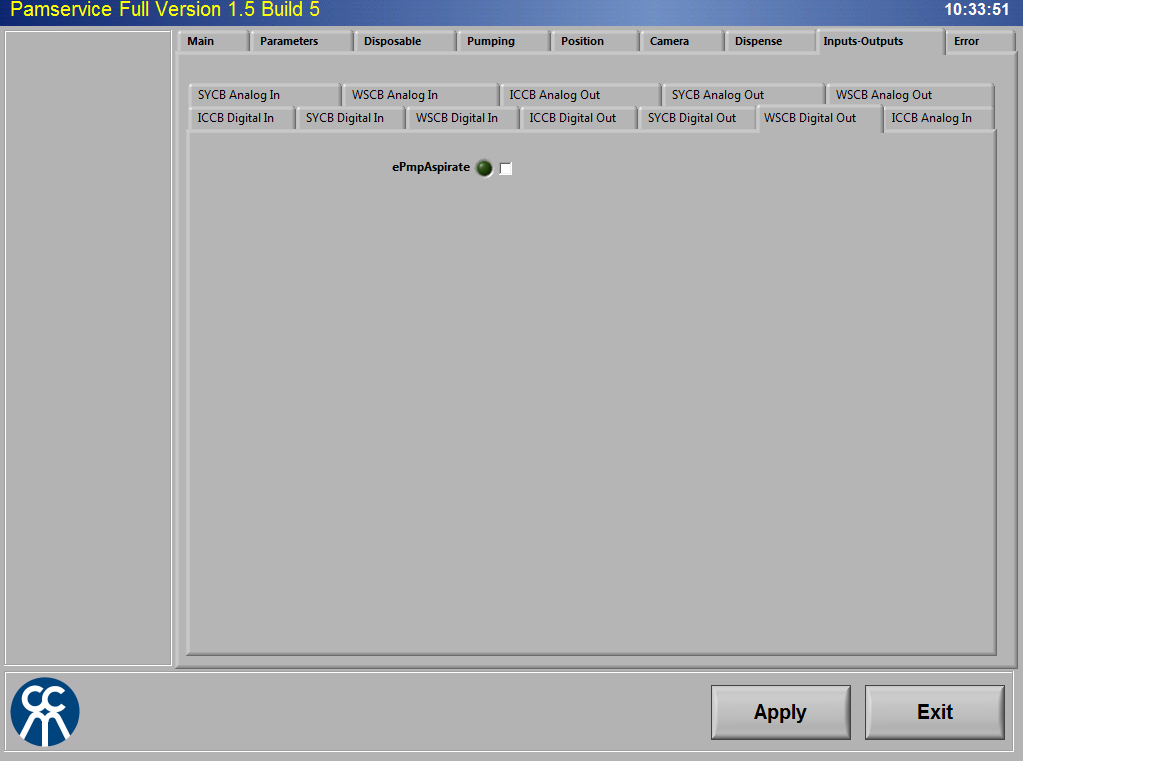 Pamservice Full Version 1.5 Build 5 10:33:51
Main Parameters Disposable Pumping Position Camera Dispense Inputs-Outputs Error
SYCB Analog In WSCB Analog In ICCB Analog Out SYCB Analog Out WSCB Analog Out
ICCB Digital In SYCB Digital In WSCB Digital In ICCB Digital Out SYCB Digital Out WSCB Digital Out ICCB Analog In
ePmpAspirate
Apply Exit